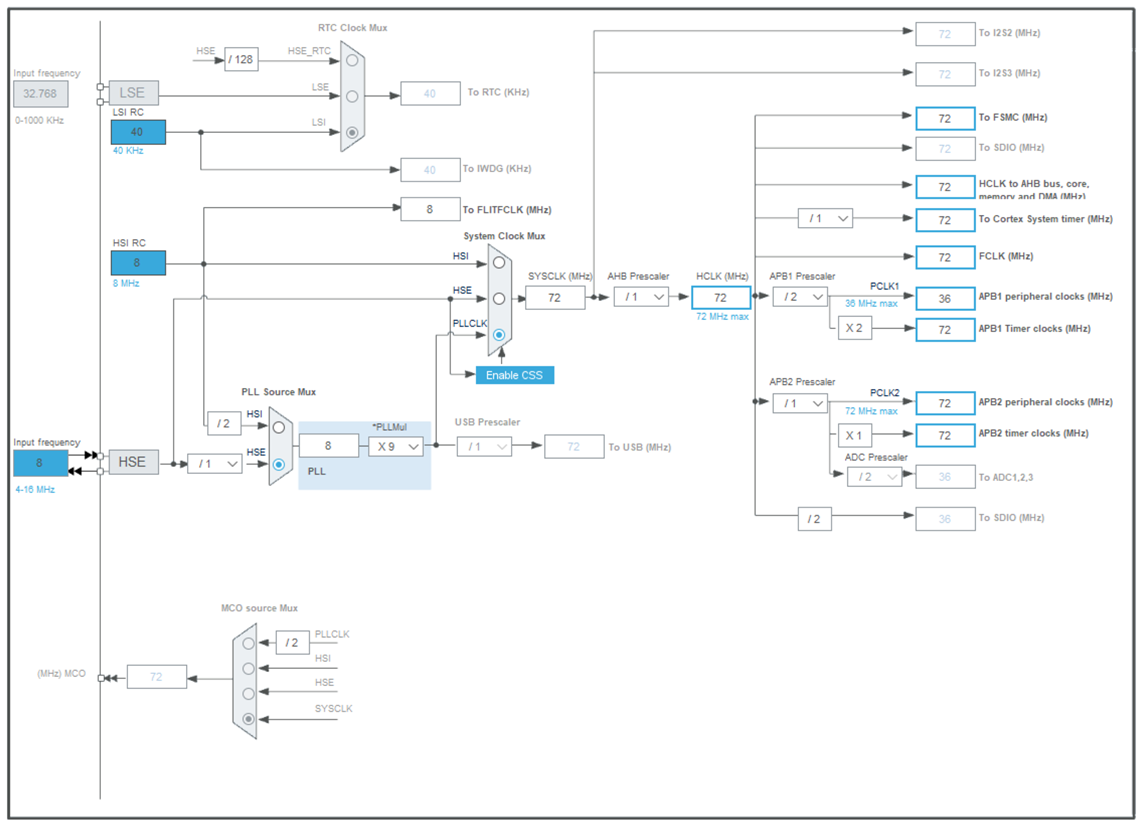 RTC Clock Mux
HSE
/ 128
HSE_RTC
Input frequency
32.768
0-1000 KHz
LSE
LSE
40
To RTC (KHz)
LSI RC
40
40 KHz
LSI
40
To IWDG (KHz)
8
To FLITFCLK (MHz)
HSI RC
8
8 MHz
System Clock Mux
HSI
HSE
PLLCLK
Enable CSS
SYSCLK (MHz)
72
AHB Prescaler
/ 1
HCLK (MHz)
72
72 MHz max
72
To I2S2 (MHz)
72
To I2S3 (MHz)
72
To FSMC (MHz)
72
To SDIO (MHz)
72
HCLK to AHB bus, core,
memory and DMA (MHz)
/ 1
72
To Cortex System timer (MHz)
72
FCLK (MHz)
APB1 Prescaler
/ 2
PCLK1
36 MHz max
36
APB1 peripheral clocks (MHz)
X 2
72
APB1 Timer clocks (MHz)
APB2 Prescaler
/ 1
PCLK2
72 MHz max
72
APB2 peripheral clocks (MHz)
X 1
72
APB2 timer clocks (MHz)
ADC Prescaler
/ 2
36
To ADC1,2,3
/ 2
36
To SDIO (MHz)
PLL Source Mux
/ 2
HSI
Input frequency
8
4-16 MHz
HSE
/ 1
HSE
8
*PLLMul
X 9
PLL
USB Prescaler
/ 1
72
To USB (MHz)
MCO source Mux
/ 2
PLLCLK
HSI
HSE
SYSCLK
(MHz) MCO
72